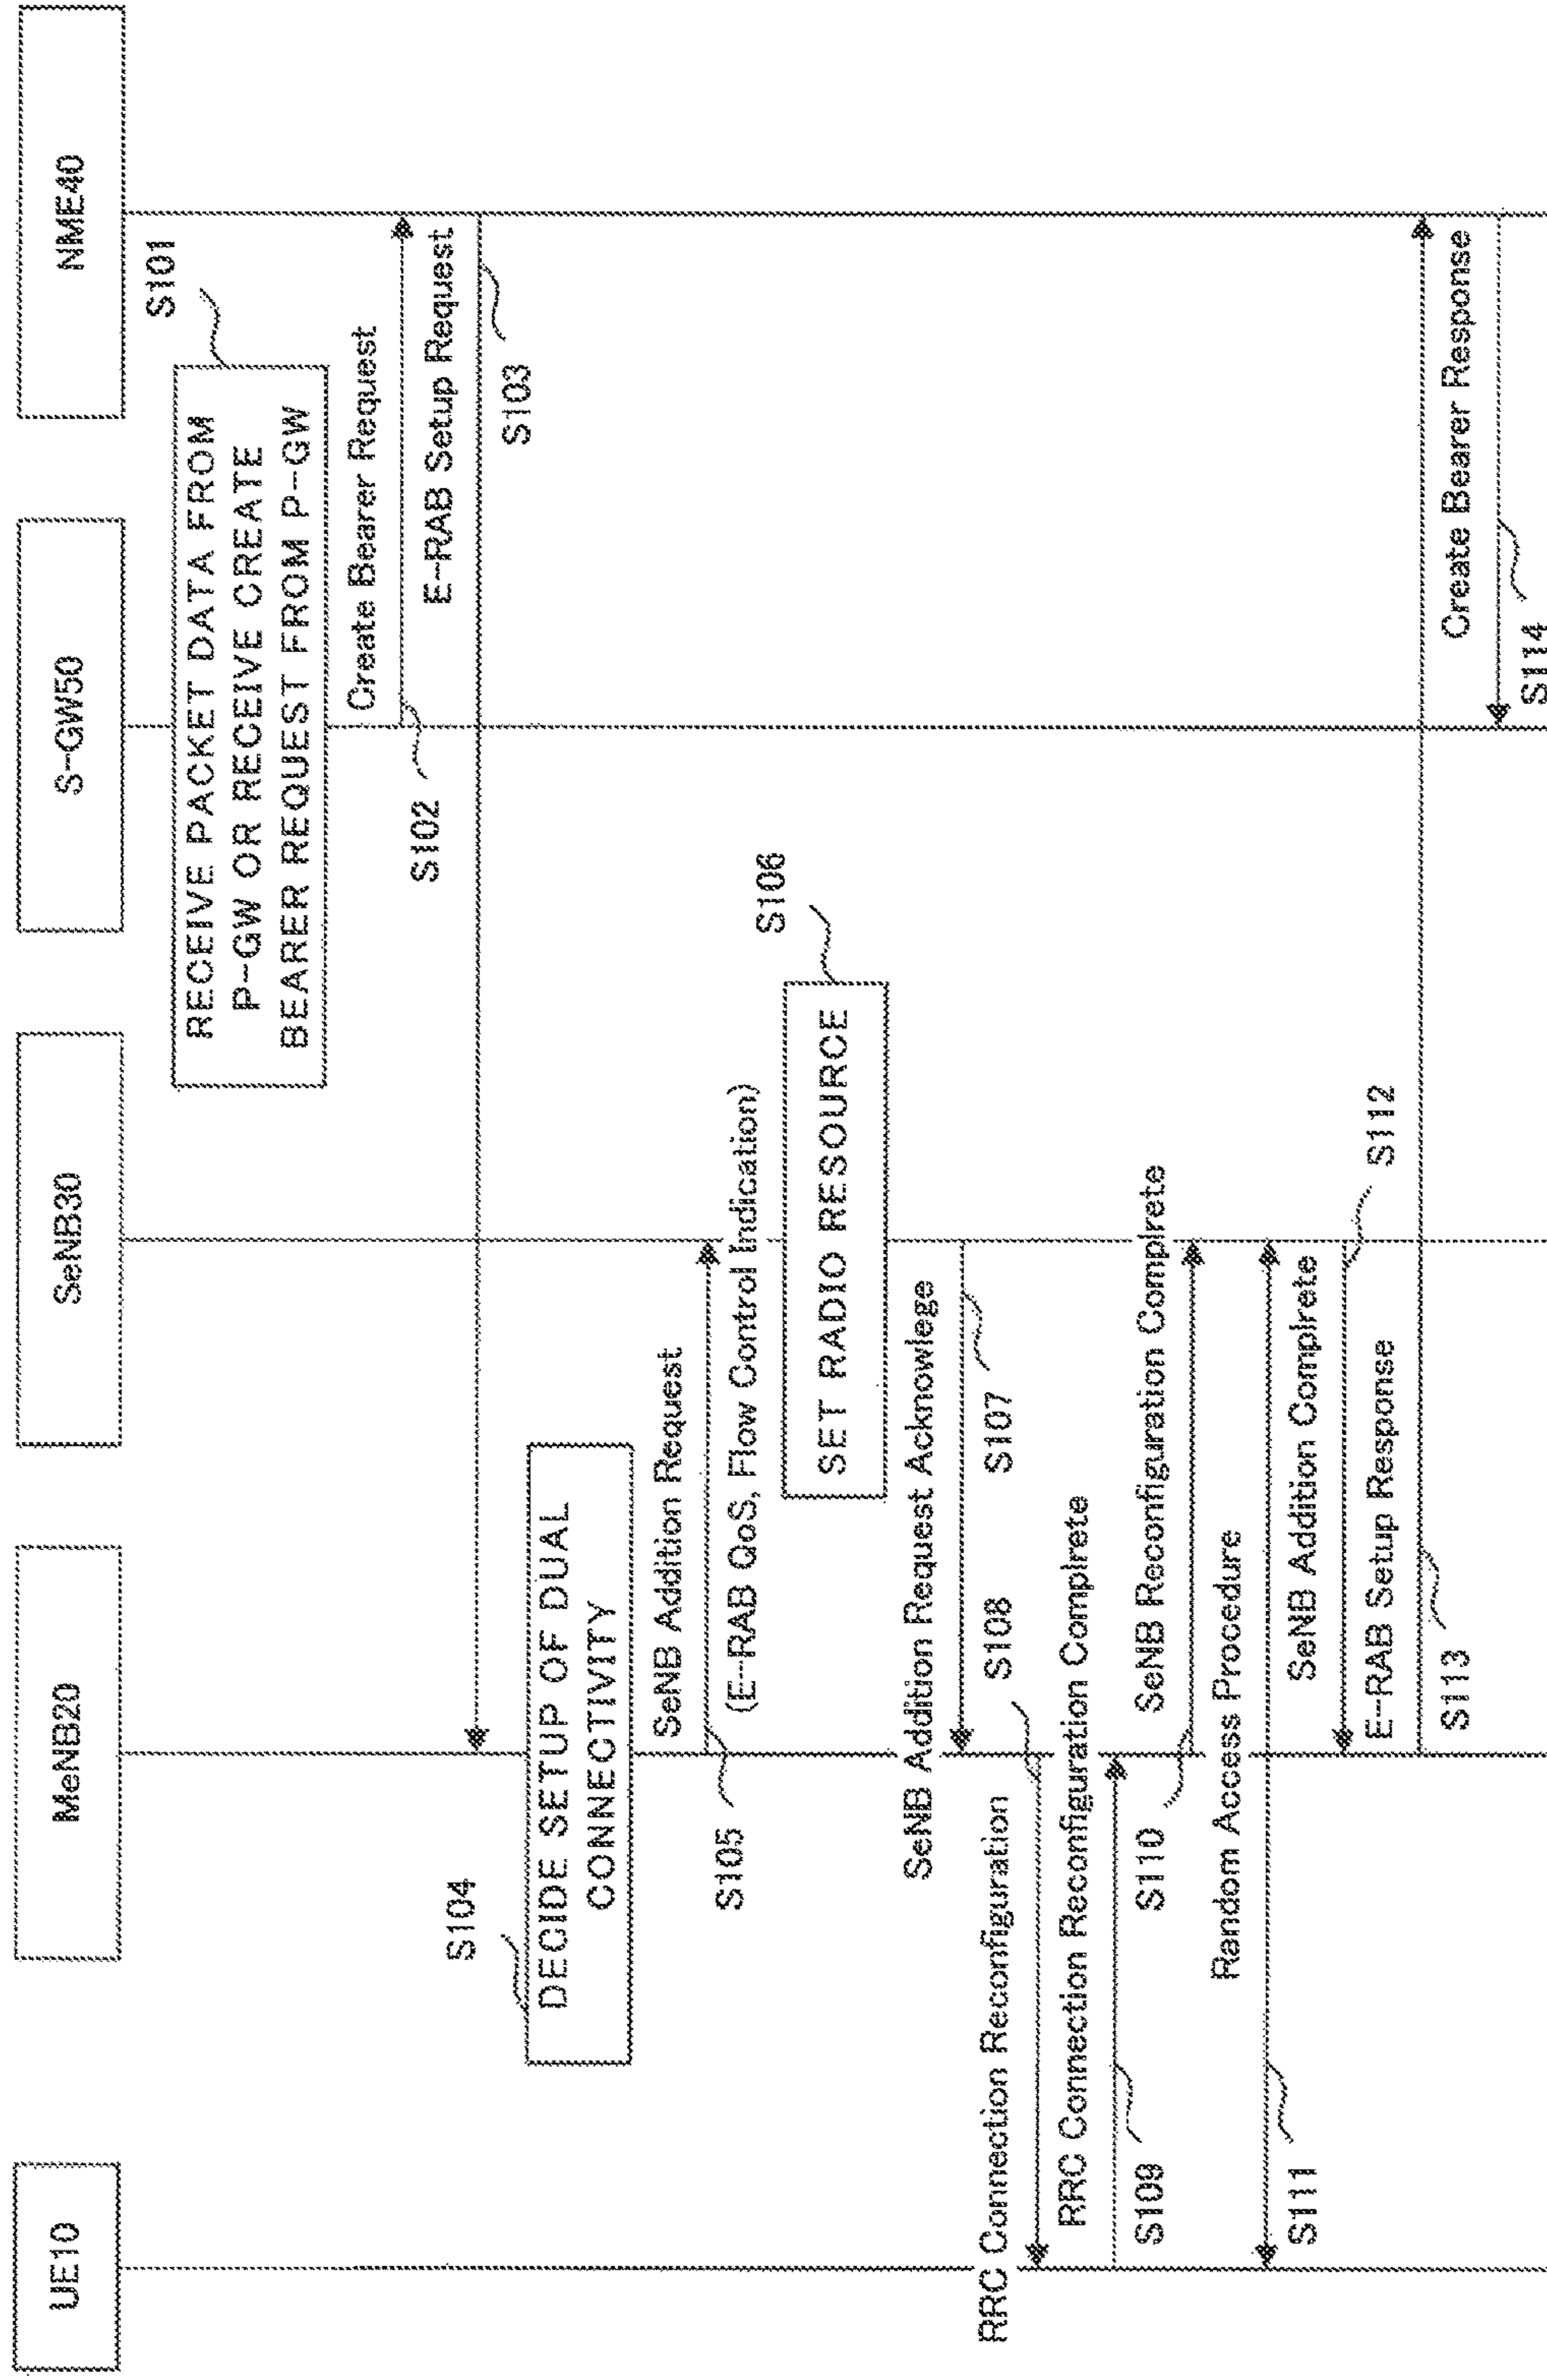 UE10
MeNB20
SeNB30
S-GW50
NME40
S101
RECEIVE PACKET DATA FROM
P-GW OR RECEIVE CREATE
BEARER REQUEST FROM P-GW
Create Bearer Request
S102
E-RAB Setup Request
S103
S104
DECIDE SETUP OF DUAL
CONNECTIVITY
SeNB Addition Request
S105
(E-RAB QoS, Flow Control Indication)
S106
SET RADIO RESOURCE
SeNB Addition Request Acknowlege
S107
RRC Connection Reconfiguration
S108
RRC Connection Reconfiguration Complrete
S109
SeNB Reconfiguration Complrete
S110
Random Access Procedure
S111
SeNB Addition Complrete
S112
E-RAB Setup Response
S113
Create Bearer Response
S114